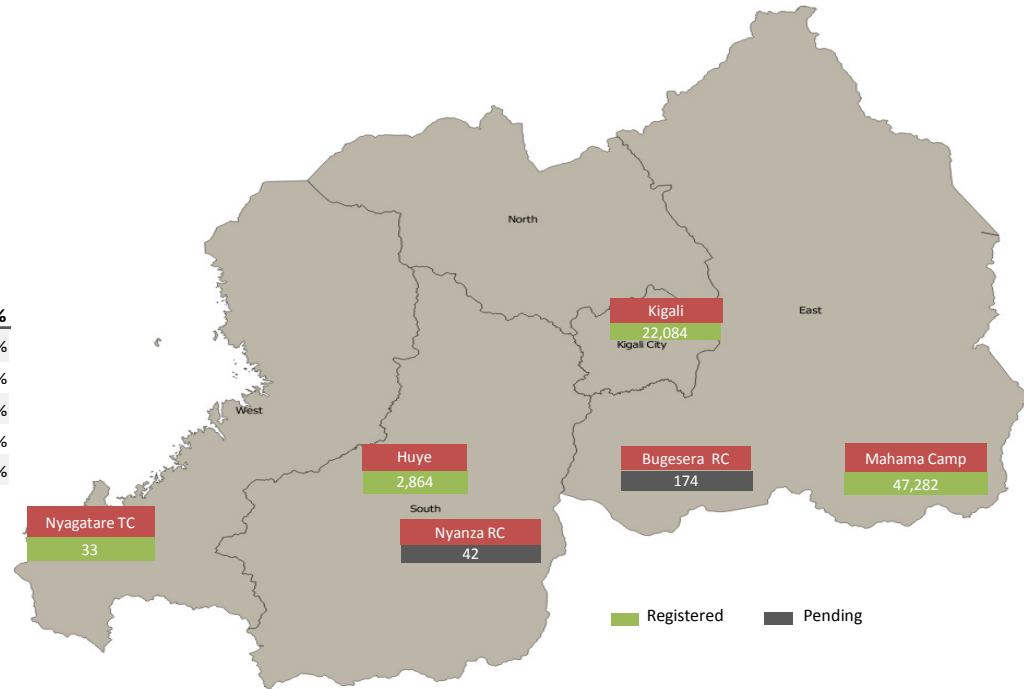 North
%
%
%
%
%
%
Kigali
22,084
Kigali City
East
West
Huye
2,864
South
Bugesera RC
174
Mahama Camp
47,282
Nyagatare TC
33
Nyanza RC
42
Registered
Pending